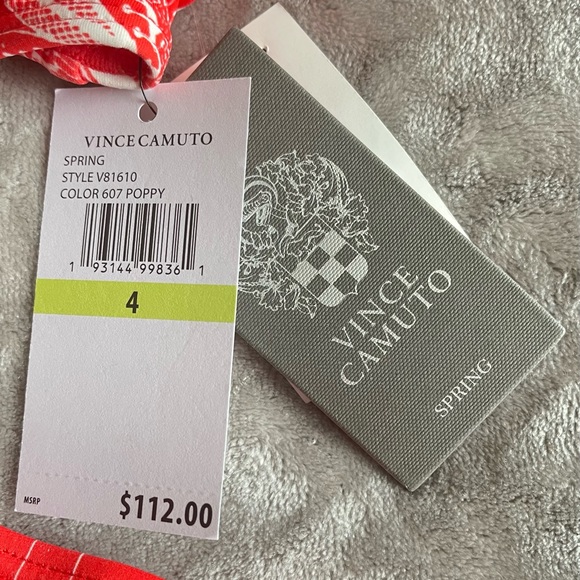 VINCE CAMUTO
SPRING
STYLE V81610
COLOR 607 POPPY
1 93144 99836 1
4
MSRP
$112.00
VINCE
CAMUTO
SPRING